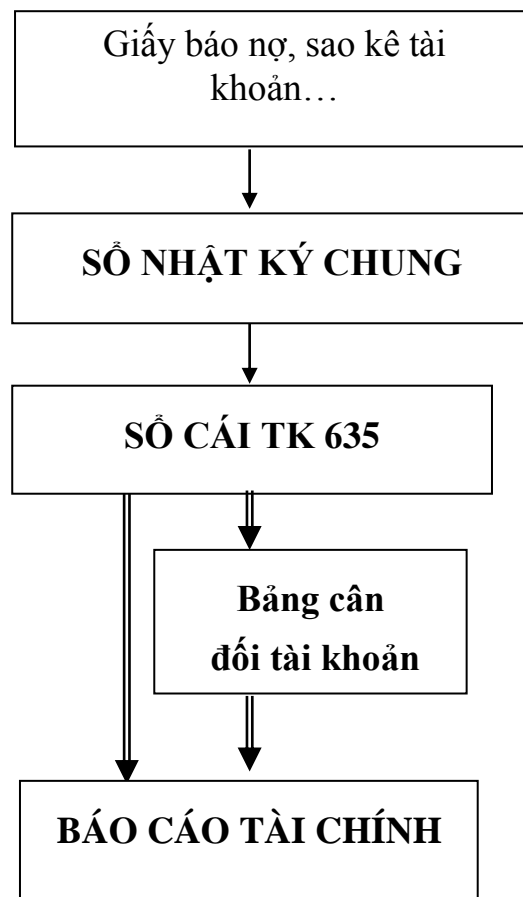 Giấy báo nợ, sao kê tài
khoản…
SỔ NHẬT KÝ CHUNG
SỔ CÁI TK 635
Bảng cân
đối tài khoản
BÁO CÁO TÀI CHÍNH